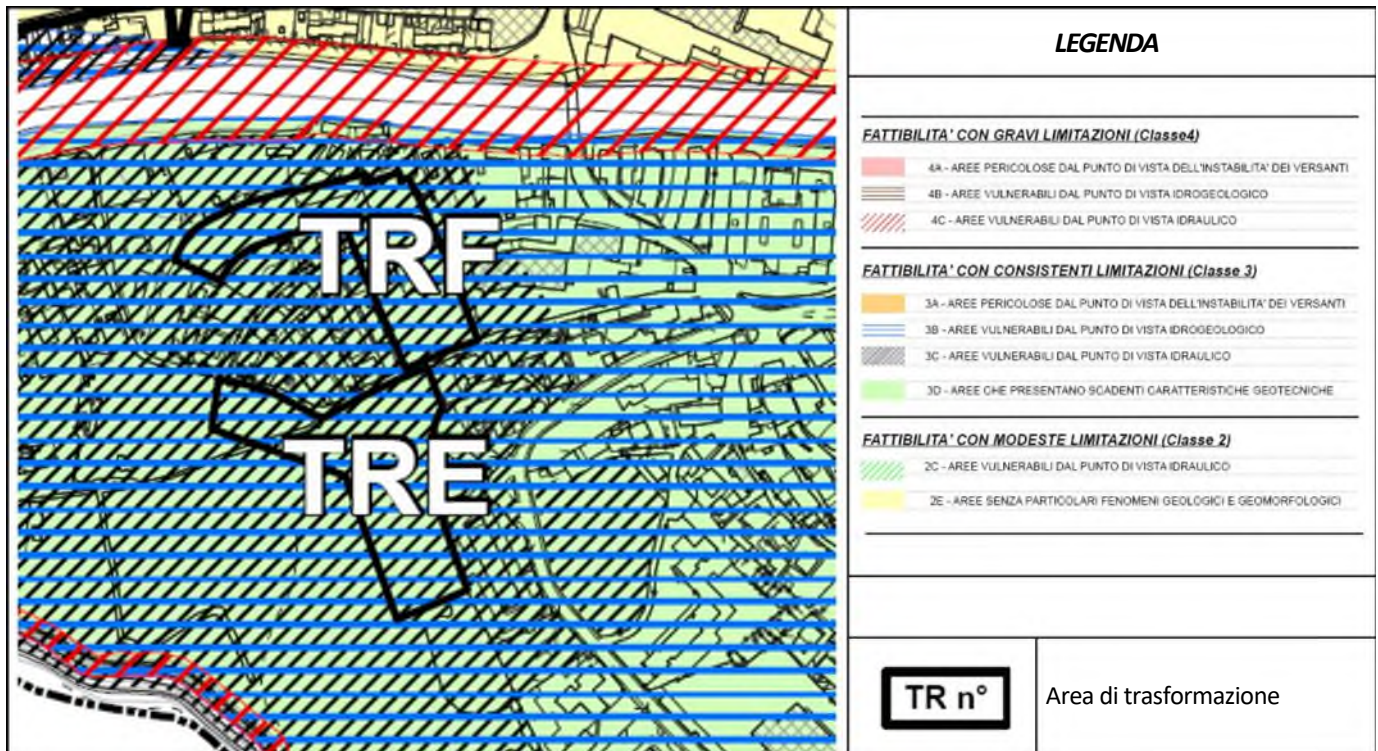 TRF
TRE
LEGENDA
FATTIBILITA' CON GRAVI LIMITAZIONI (Classe4)
4A - AREE PERICOLOSE DAL PUNTO DI VISTA DELL'INSTABILITA' DEI VERSANTI
4B - AREE VULNERABILI DAL PUNTO DI VISTA IDROGEOLOGICO
4C - AREE VULNERABILI DAL PUNTO DI VISTA IDRAULICO
FATTIBILITA' CON CONSISTENTI LIMITAZIONI (Classe 3)
3A - AREE PERICOLOSE DAL PUNTO DI VISTA DELL'INSTABILITA' DEI VERSANTI
3B - AREE VULNERABILI DAL PUNTO DI VISTA IDROGEOLOGICO
3C - AREE VULNERABILI DAL PUNTO DI VISTA IDRAULICO
3D - AREE CHE PRESENTANO SCADENTI CARATTERISTICHE GEOTECNICHE
FATTIBILITA' CON MODESTE LIMITAZIONI (Classe 2)
2C - AREE VULNERABILI DAL PUNTO DI VISTA IDRAULICO
2E - AREE SENZA PARTICOLARI FENOMENI GEOLOGICI E GEOMORFOLOGICI
TR n°
Area di trasformazione